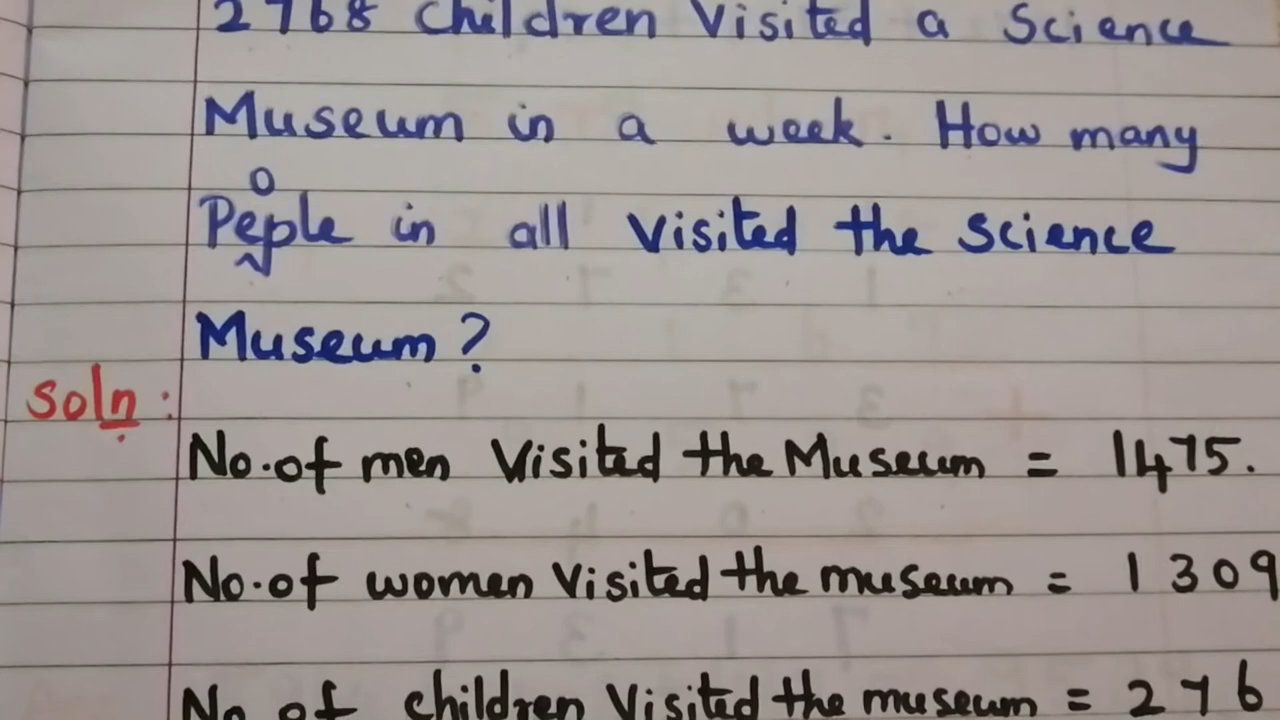 2768 Children Visited a Science
Museum in a week. How many
People in all Visited the Science
Museum?
Soln:
No.of men Visited the Museum = 1475.
No.of women Visited the museum = 1309
No of children Visited the museum = 276